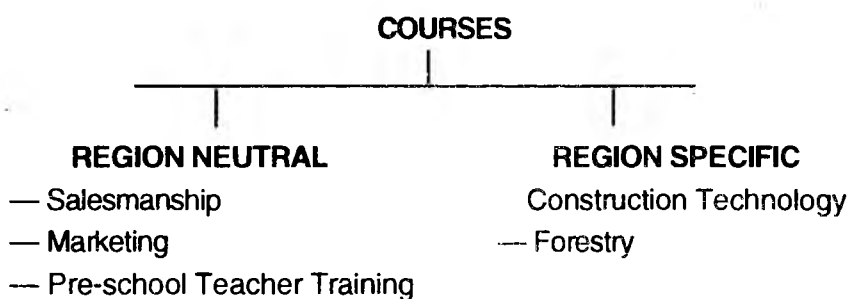 COURSES
REGION NEUTRAL
— Salesmanship
— Marketing
— Pre-school Teacher Training
REGION SPECIFIC
Construction Technology
— Forestry